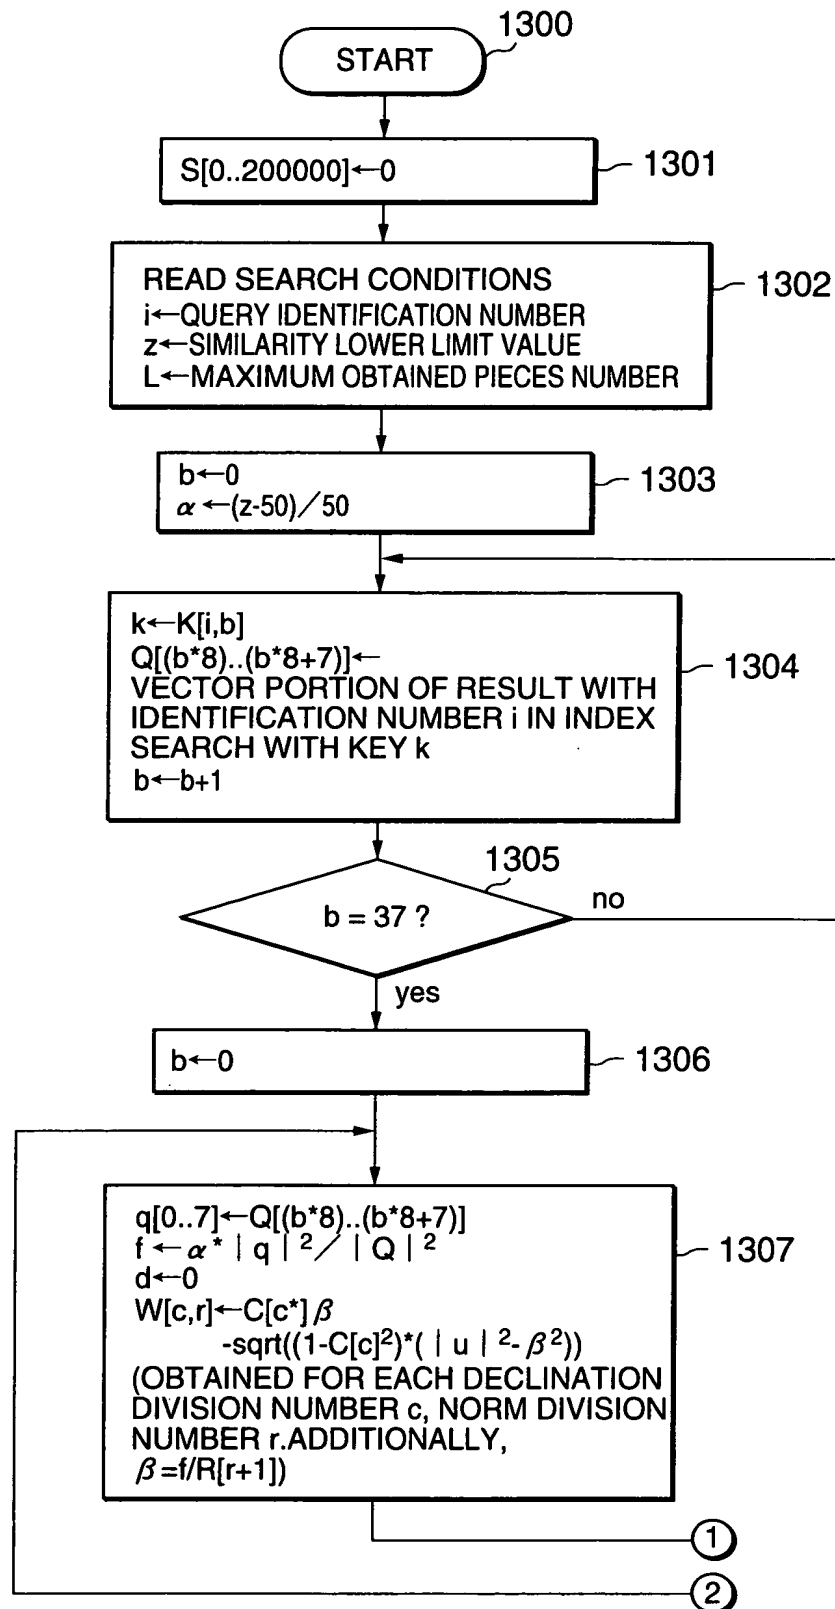 START
1300
S[0..200000]←0
1301
READ SEARCH CONDITIONS
i←QUERY IDENTIFICATION NUMBER
z←SIMILARITY LOWER LIMIT VALUE
L←MAXIMUM OBTAINED PIECES NUMBER
1302
b←0
α←(z-50)/50
1303
k←K[i,b]
Q[(b*8)..(b*8+7)]←
VECTOR PORTION OF RESULT WITH
IDENTIFICATION NUMBER i IN INDEX
SEARCH WITH KEY k
b←b+1
1304
1305
b = 37 ?
no
yes
b←0
1306
q[0..7]←Q[(b*8)..(b*8+7)]
f←α*|q|²/|Q|²
d←0
W[c,r]←C[c*]β
-sqrt((1-C[c]²)*(|u|²-β²))
(OBTAINED FOR EACH DECLINATION
DIVISION NUMBER c, NORM DIVISION
NUMBER r.ADDITIONALLY,
β=f/R[r+1])
1307
1
2